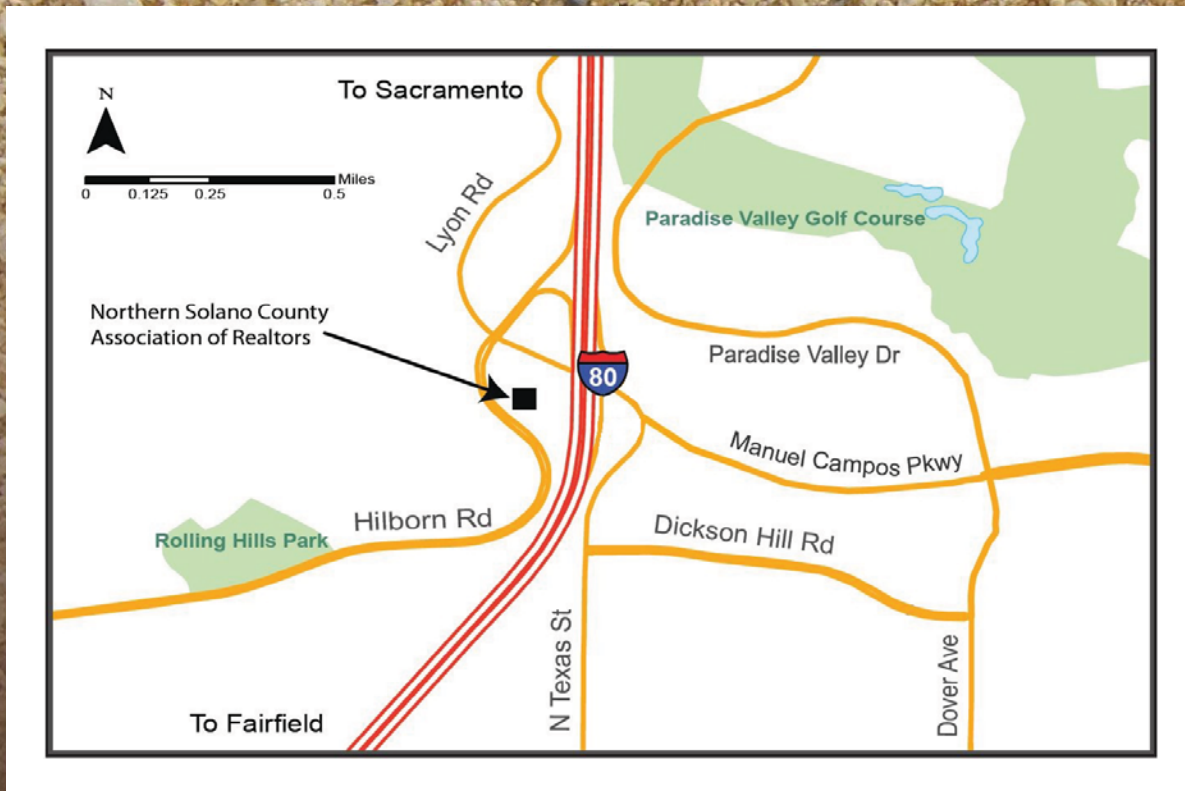 To Sacramento
N
Miles
0 0.125 0.25 0.5
Lyon Rd
Paradise Valley Golf Course
Northern Solano County
Association of Realtors
Paradise Valley Dr
80
Manuel Campos Pkwy
Hilborn Rd
Dickson Hill Rd
Rolling Hills Park
N Texas St
Dover Ave
To Fairfield